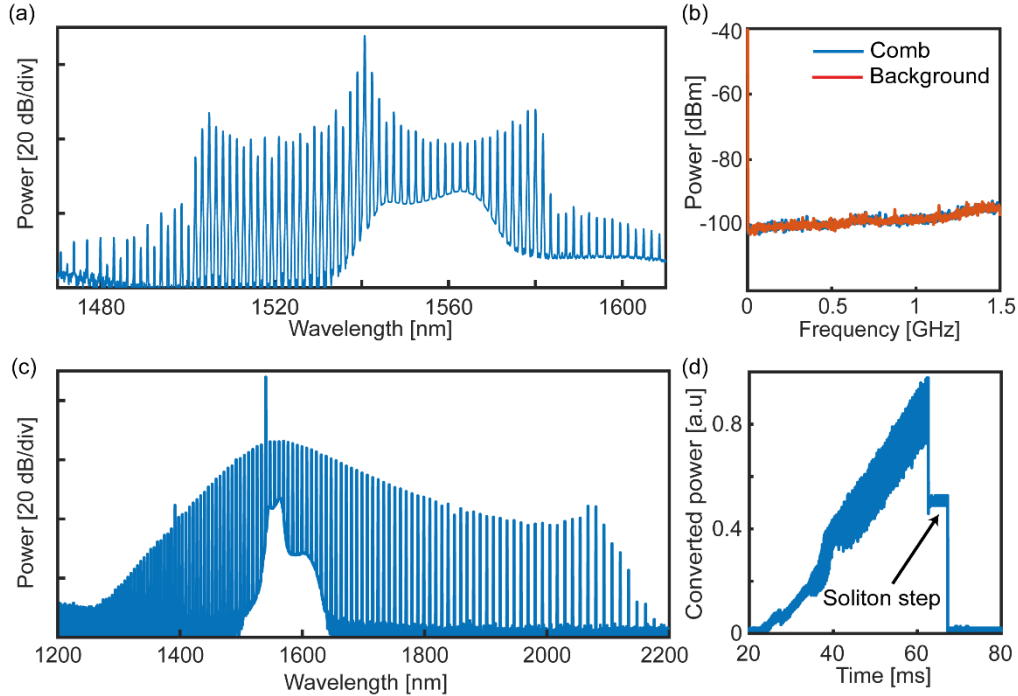 (a)
Power [20 dB/div]
1480
1520
1560
1600
Wavelength [nm]
(b)
Power [dBm]
-40
-60
-80
-100
Comb
Background
0
0.5
1
1.5
Frequency [GHz]
(c)
Power [20 dB/div]
1200
1400
1600
1800
2000
2200
Wavelength [nm]
(d)
Converted power [a.u]
0.8
0.4
0
Soliton step
20
40
60
80
Time [ms]